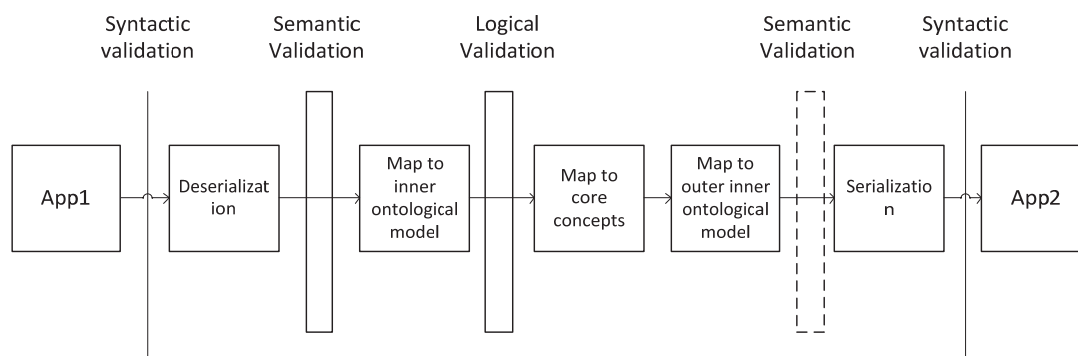 Syntactic
validation
Semantic
Validation
Logical
Validation
Semantic
Validation
Syntactic
validation
App1
Deserializat
ion
Map to
inner
ontological
model
Map to
core
concepts
Map to
outer inner
ontological
model
Serializatio
n
App2